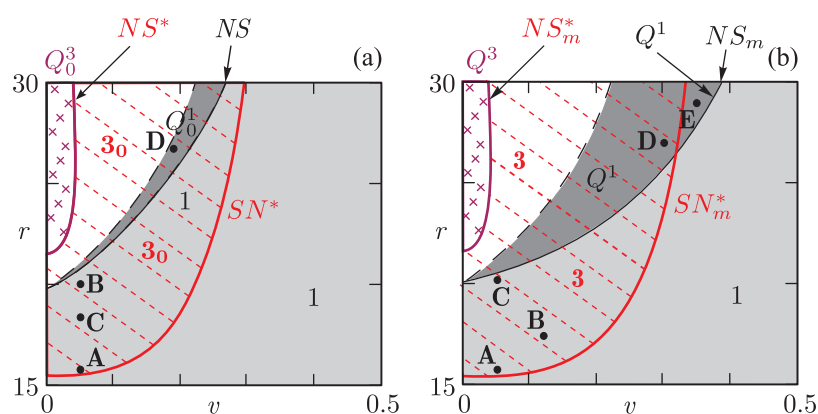 NS* NS
Q₀³ (a)
30
D Q₀¹
3₀
1
r SN*
3₀
B
C 1
A
15
0 v 0.5
NS*ₘ Q¹ NSₘ
Q³ (b)
30
E
D
3
Q¹
r SN*ₘ
3
C 1
B
A
15
0 v 0.5